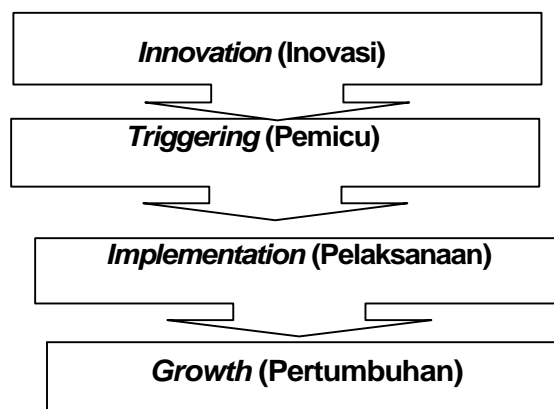 Innovation (Inovasi)
Triggering (Pemicu)
Implementation (Pelaksanaan)
Growth (Pertumbuhan)